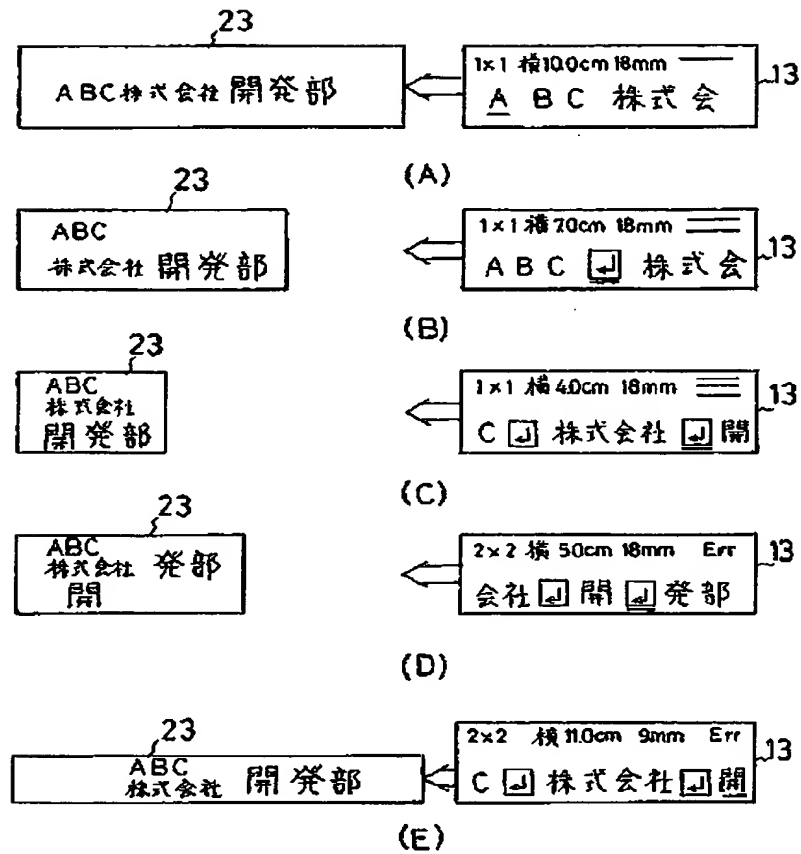 23
ABC株式会社 開発部
1×1 横10.0cm 18mm
A B C 株式会
13
(A)
23
ABC
株式会社 開発部
1×1 横7.0cm 18mm
A B C ↲ 株式会
13
(B)
23
ABC
株式会社
開発部
1×1 横4.0cm 18mm
C ↲ 株式会社 ↲ 開
13
(C)
23
ABC
株式会社 発部
開
2×2 横 5.0cm 18mm Err
会社 ↲ 開 ↲ 発部
13
(D)
23
ABC
株式会社 開発部
2×2 横11.0cm 9mm Err
C ↲ 株式会社 ↲ 開
13
(E)